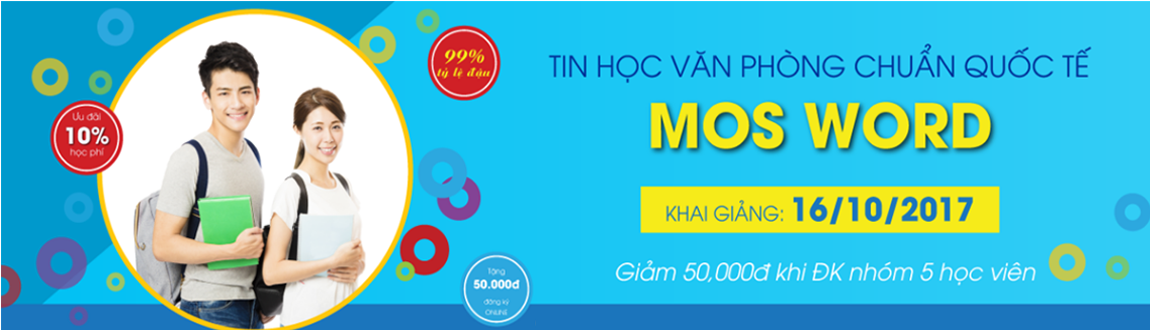 Ưu đãi
10%
học phí
99%
tỷ lệ đậu
TIN HỌC VĂN PHÒNG CHUẨN QUỐC TẾ
MOS WORD
KHAI GIẢNG: 16/10/2017
Giảm 50,000đ khi ĐK nhóm 5 học viên
Tặng
50.000đ
đăng ký
ONLINE